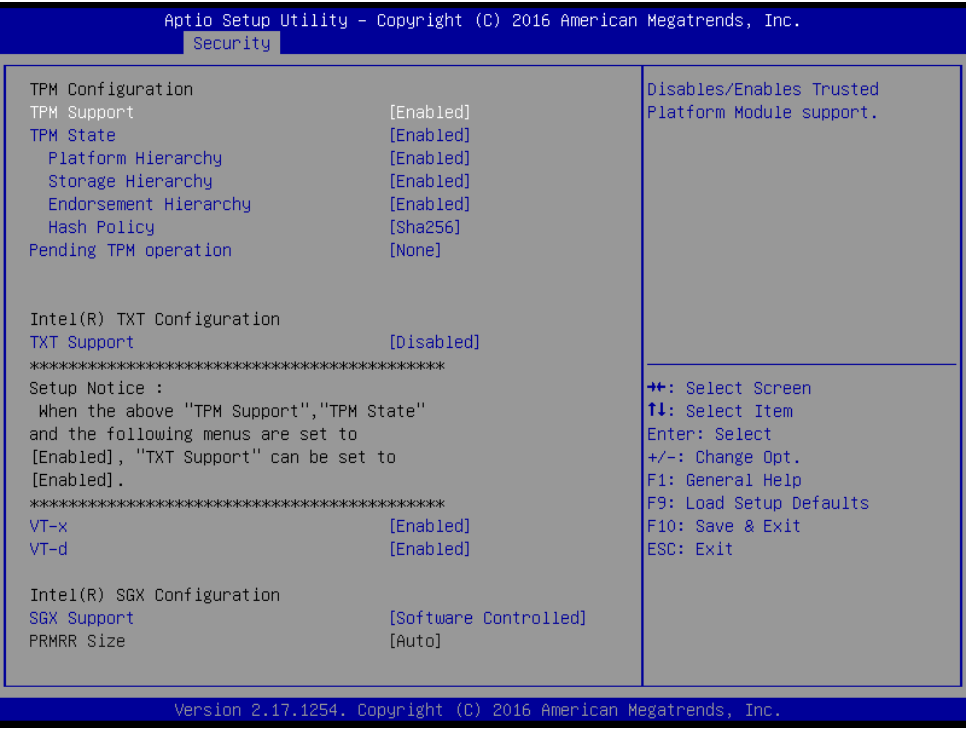 Aptio Setup Utility – Copyright (C) 2016 American Megatrends, Inc.
Security
TPM Configuration
TPM Support [Enabled]
TPM State [Enabled]
Platform Hierarchy [Enabled]
Storage Hierarchy [Enabled]
Endorsement Hierarchy [Enabled]
Hash Policy [Sha256]
Pending TPM operation [None]
Intel(R) TXT Configuration
TXT Support [Disabled]
*********************************************
Setup Notice :
When the above "TPM Support","TPM State"
and the following menus are set to
[Enabled], "TXT Support" can be set to
[Enabled].
*********************************************
VT-x [Enabled]
VT-d [Enabled]
Intel(R) SGX Configuration
SGX Support [Software Controlled]
PRMRR Size [Auto]
Disables/Enables Trusted
Platform Module support.
→←: Select Screen
↑↓: Select Item
Enter: Select
+/-: Change Opt.
F1: General Help
F9: Load Setup Defaults
F10: Save & Exit
ESC: Exit
Version 2.17.1254. Copyright (C) 2016 American Megatrends, Inc.